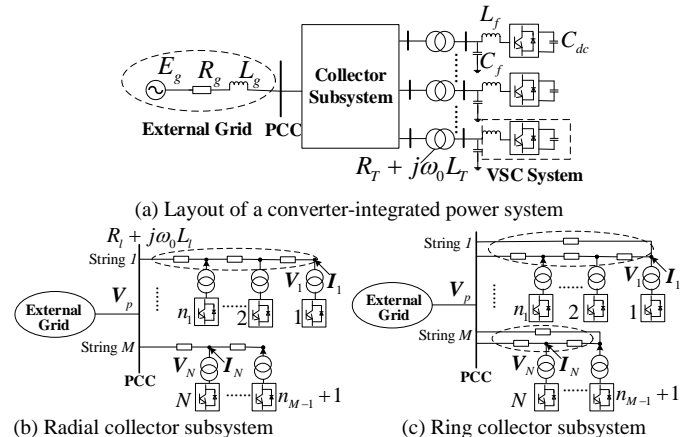 E_g R_g L_g
External Grid
PCC
Collector
Subsystem
L_f
C_f
C_dc
R_T + jω_0L_T
VSC System
(a) Layout of a converter-integrated power system
R_l + jω_0L_l
String 1
V_1 I_1
V_p
External
Grid
n_1 2 1
String M
V_N I_N
PCC
N n_{M-1}+1
(b) Radial collector subsystem
String 1
V_1 I_1
V_p
External
Grid
n_1 2 1
String M
V_N I_N
PCC
N n_{M-1}+1
(c) Ring collector subsystem